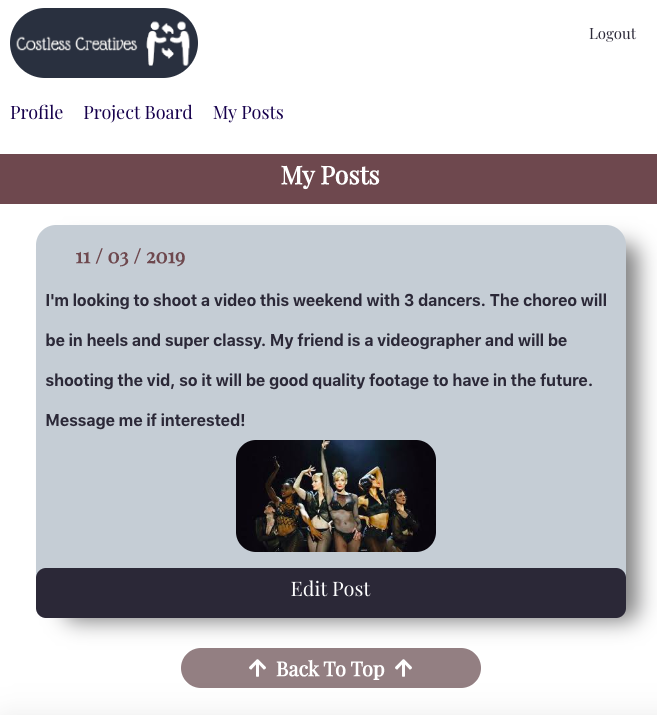 Costless Creatives
Logout
Profile Project Board My Posts
My Posts
11 / 03 / 2019
I'm looking to shoot a video this weekend with 3 dancers. The choreo will
be in heels and super classy. My friend is a videographer and will be
shooting the vid, so it will be good quality footage to have in the future.
Message me if interested!
Edit Post
Back To Top